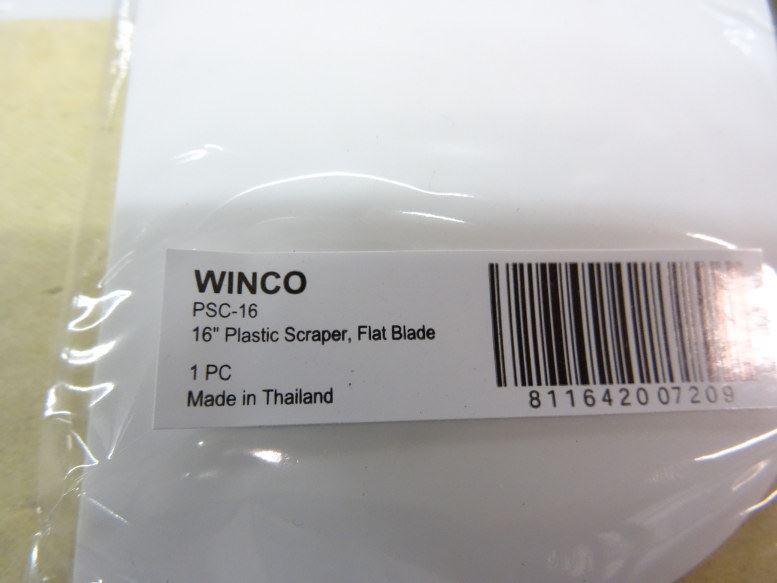 WINCO
PSC-16
16" Plastic Scraper, Flat Blade
1 PC
Made in Thailand
811642007209